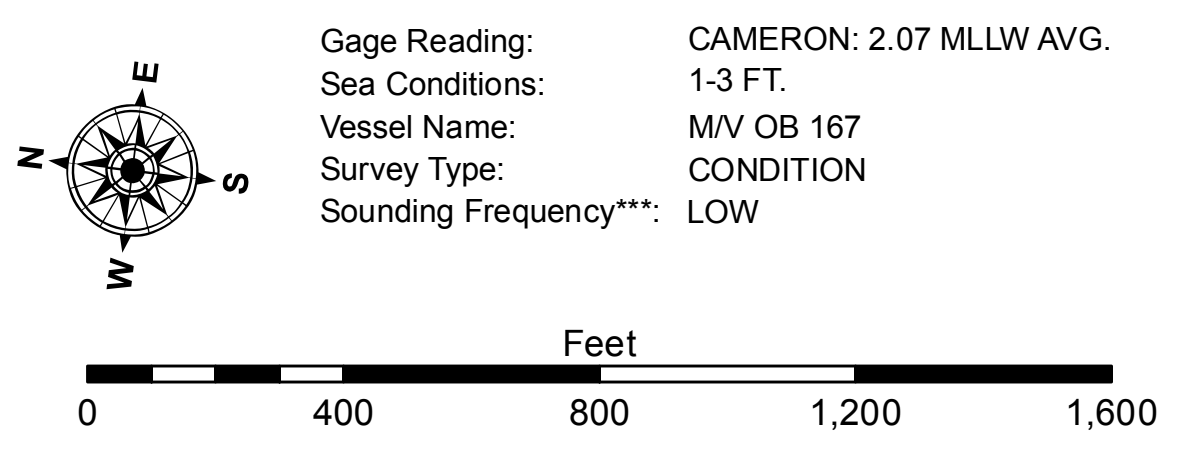 E
N
S
W
Gage Reading: CAMERON: 2.07 MLLW AVG.
Sea Conditions: 1-3 FT.
Vessel Name: M/V OB 167
Survey Type: CONDITION
Sounding Frequency***: LOW
Feet
0 400 800 1,200 1,600